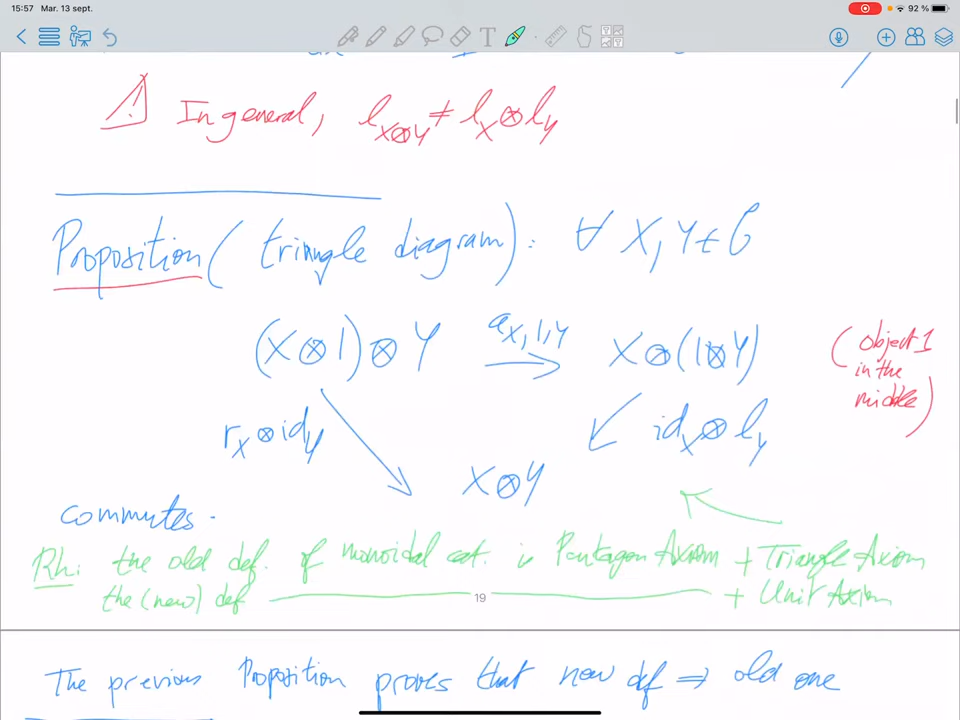 15:57 Mar. 13 sept. 92 %
⚠ In general, l_{X⊗Y} ≠ l_X ⊗ l_Y
Proposition ( triangle diagram ) : ∀ X, Y ∈ C
(X ⊗ 1) ⊗ Y a_{X,1,Y} → X ⊗ (1 ⊗ Y)
( object 1
in the
middle )
r_X ⊗ id_Y id_X ⊗ l_Y
X ⊗ Y
commutes.
Rk: the old def. of monoidal cat. is Pentagon Axiom + Triangle Axiom
the (new) def ——— 19 ——— + Unit Axiom
The previous Proposition proves that new def ⇒ old one